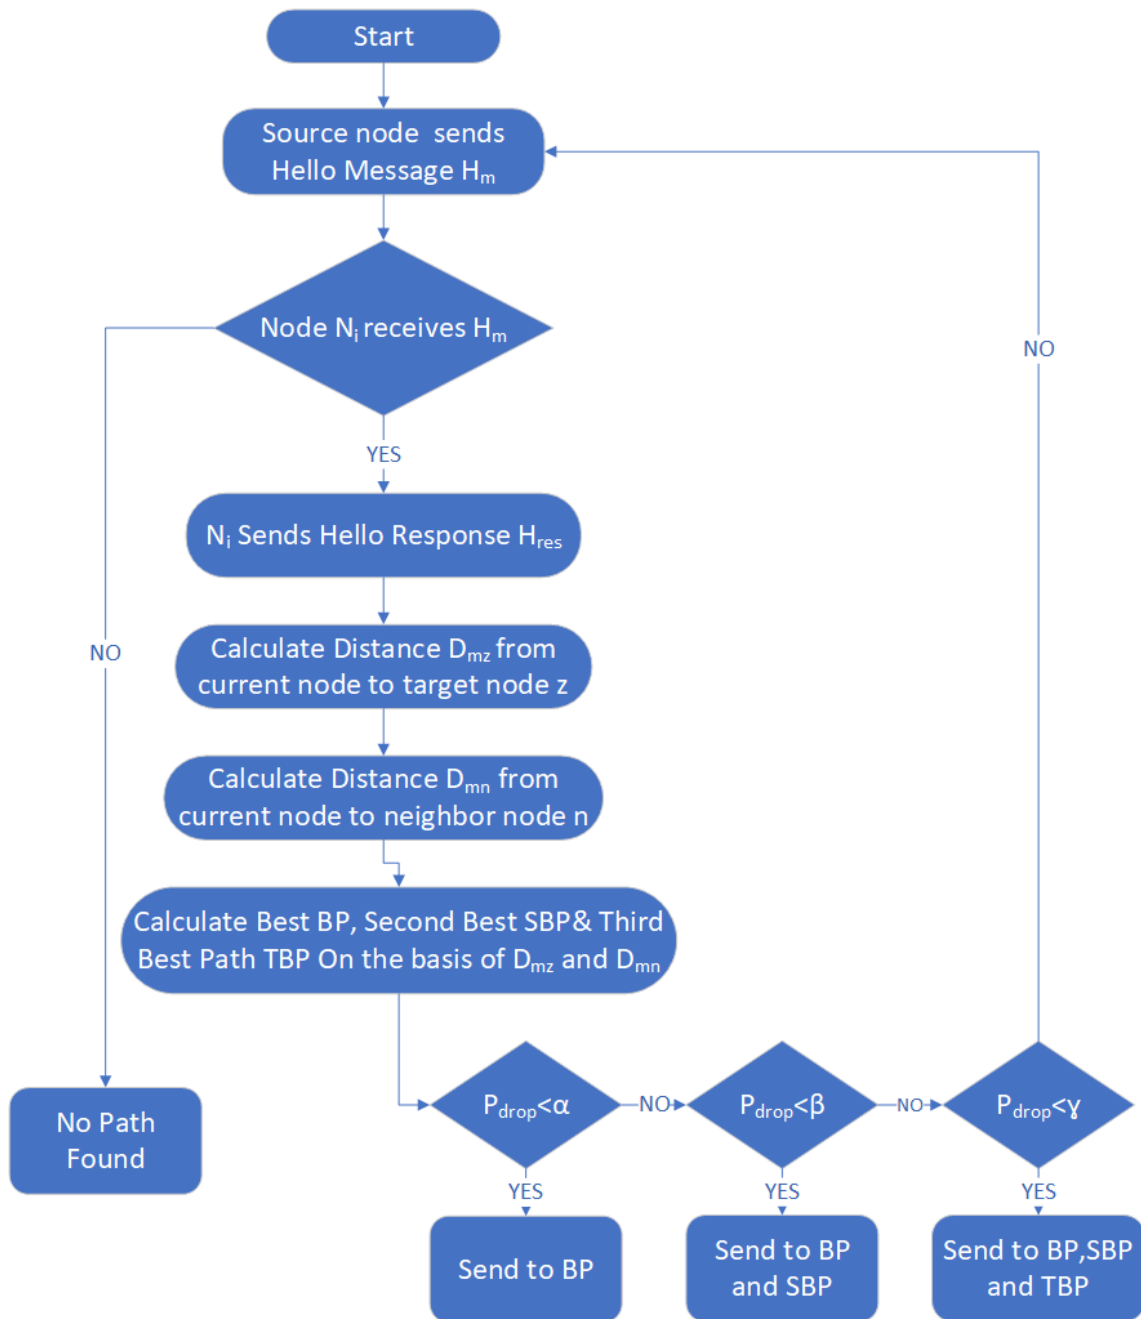 Start
Source node sends
Hello Message Hm
Node Ni receives Hm
NO
YES
Ni Sends Hello Response Hres
NO
Calculate Distance Dmz from
current node to target node z
Calculate Distance Dmn from
current node to neighbor node n
Calculate Best BP, Second Best SBP& Third
Best Path TBP On the basis of Dmz and Dmn
No Path
Found
Pdrop<α
NO
Pdrop<β
NO
Pdrop<ɣ
YES
YES
YES
Send to BP
Send to BP
and SBP
Send to BP,SBP
and TBP